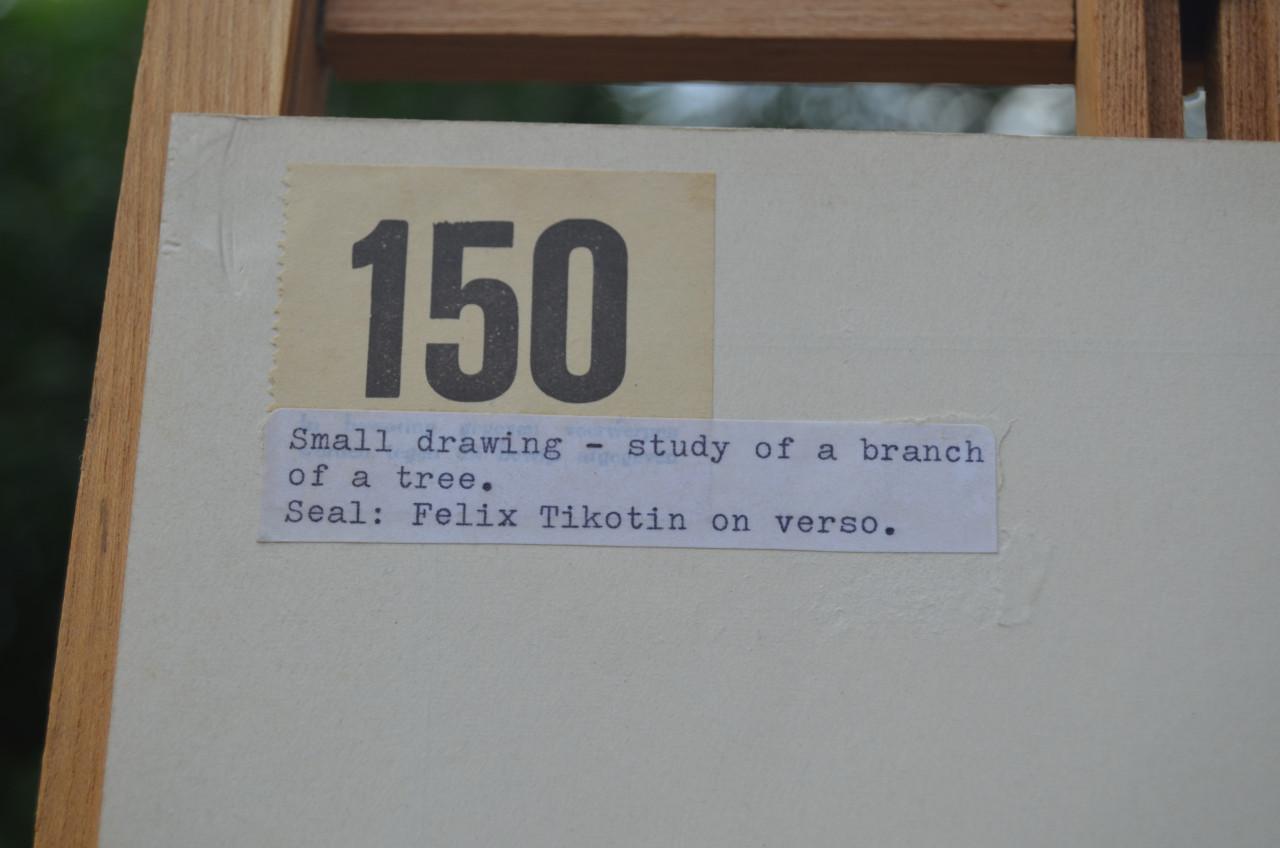 150
Small drawing - study of a branch
of a tree.
Seal: Felix Tikotin on verso.